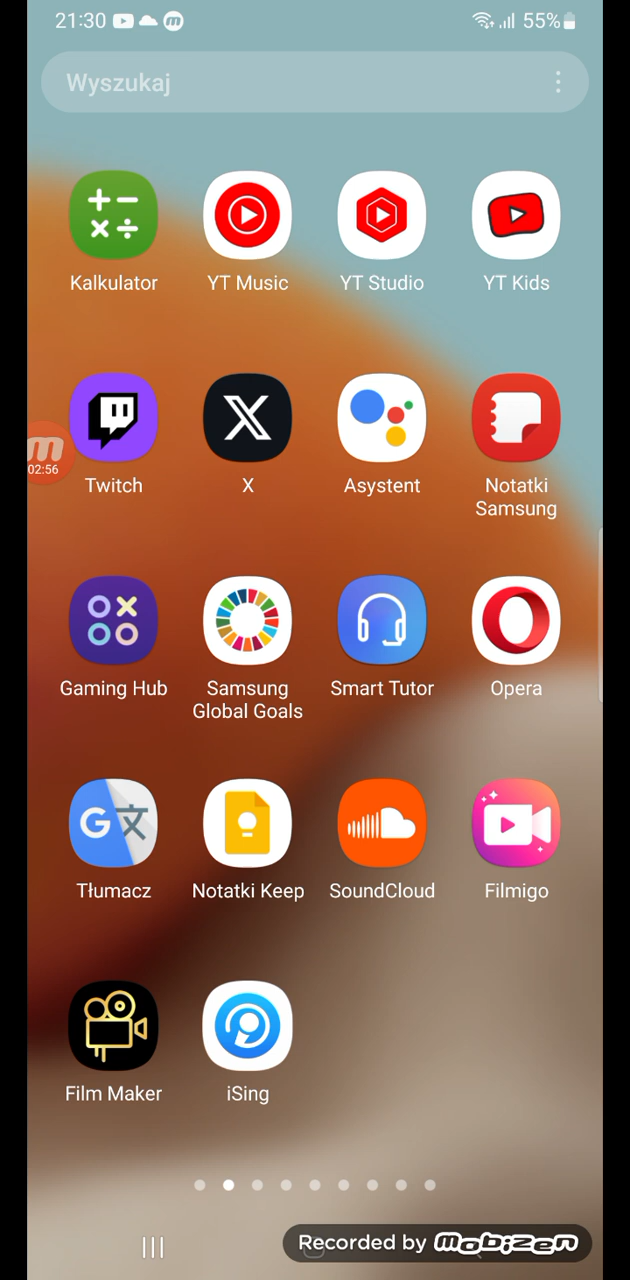 21:30
55%
Wyszukaj
Kalkulator
YT Music
YT Studio
YT Kids
Twitch
X
Asystent
Notatki
Samsung
m
02:56
Gaming Hub
Samsung
Global Goals
Smart Tutor
Opera
Tłumacz
Notatki Keep
SoundCloud
Filmigo
Film Maker
iSing
Recorded by mobizen